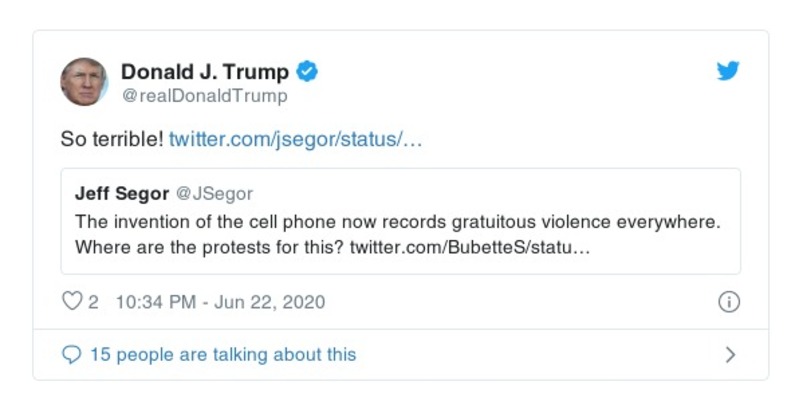 Donald J. Trump
@realDonaldTrump
So terrible! twitter.com/jsegor/status/…
Jeff Segor @JSegor
The invention of the cell phone now records gratuitous violence everywhere.
Where are the protests for this? twitter.com/BubetteS/statu…
2 10:34 PM - Jun 22, 2020
15 people are talking about this